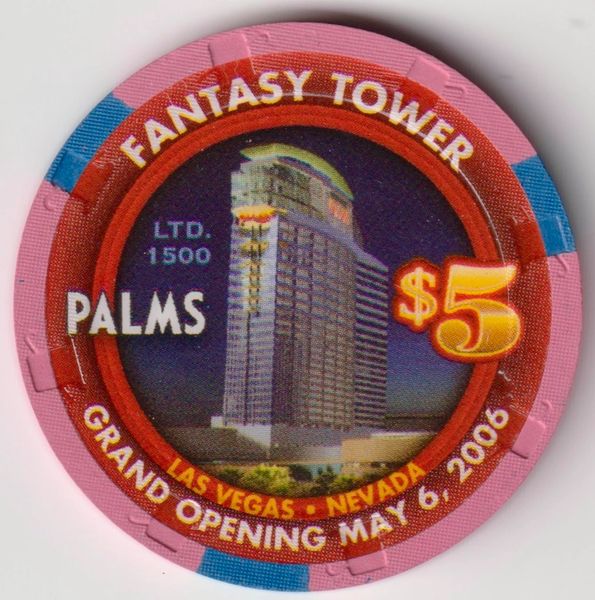 FANTASY TOWER
LTD.
1500
PALMS
$5
LAS VEGAS • NEVADA
GRAND OPENING MAY 6, 2006